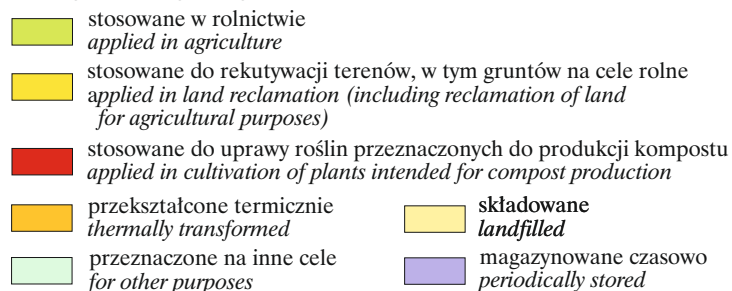 stosowane w rolnictwie
applied in agriculture
stosowane do rekutywacji terenów, w tym gruntów na cele rolne
applied in land reclamation (including reclamation of land
for agricultural purposes)
stosowane do uprawy roślin przeznaczonych do produkcji kompostu
applied in cultivation of plants intended for compost production
przekształcone termicznie
thermally transformed
składowane
landfilled
przeznaczone na inne cele
for other purposes
magazynowane czasowo
periodically stored